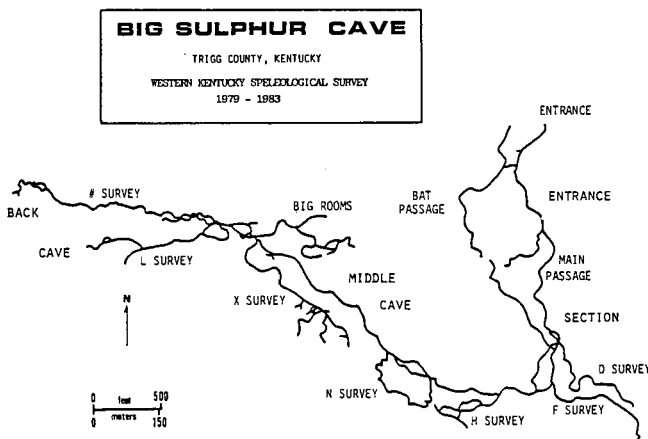 BIG SULPHUR CAVE
TRIGG COUNTY, KENTUCKY
WESTERN KENTUCKY SPELEOLOGICAL SURVEY
1979 - 1983
ENTRANCE
# SURVEY
BACK
BIG ROOMS
BAT
PASSAGE
ENTRANCE
CAVE
L SURVEY
MAIN
PASSAGE
MIDDLE
X SURVEY
CAVE
N
SECTION
D SURVEY
0 feet 500
0 meters 150
N SURVEY
H SURVEY
F SURVEY